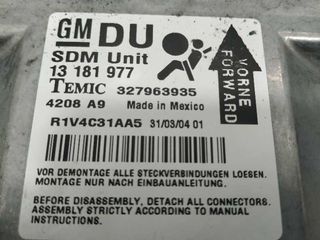 GM DU
SDM Unit
13 181 977
TEMIC 327963935
4208 A9 Made in Mexico
R1V4C31AA5 31/03/04 01
VORNE
FORWARD
VOR DEMONTAGE ALLE STECKVERBINDUNGEN LOESEN.
MONTAGE NUR NACH EINBAUANLEITUNG.
BEFORE DISASSEMBLY, DETACH ALL CONNECTORS.
ASSEMBLY STRICTLY ACCORDING TO MANUAL
INSTRUCTIONS.